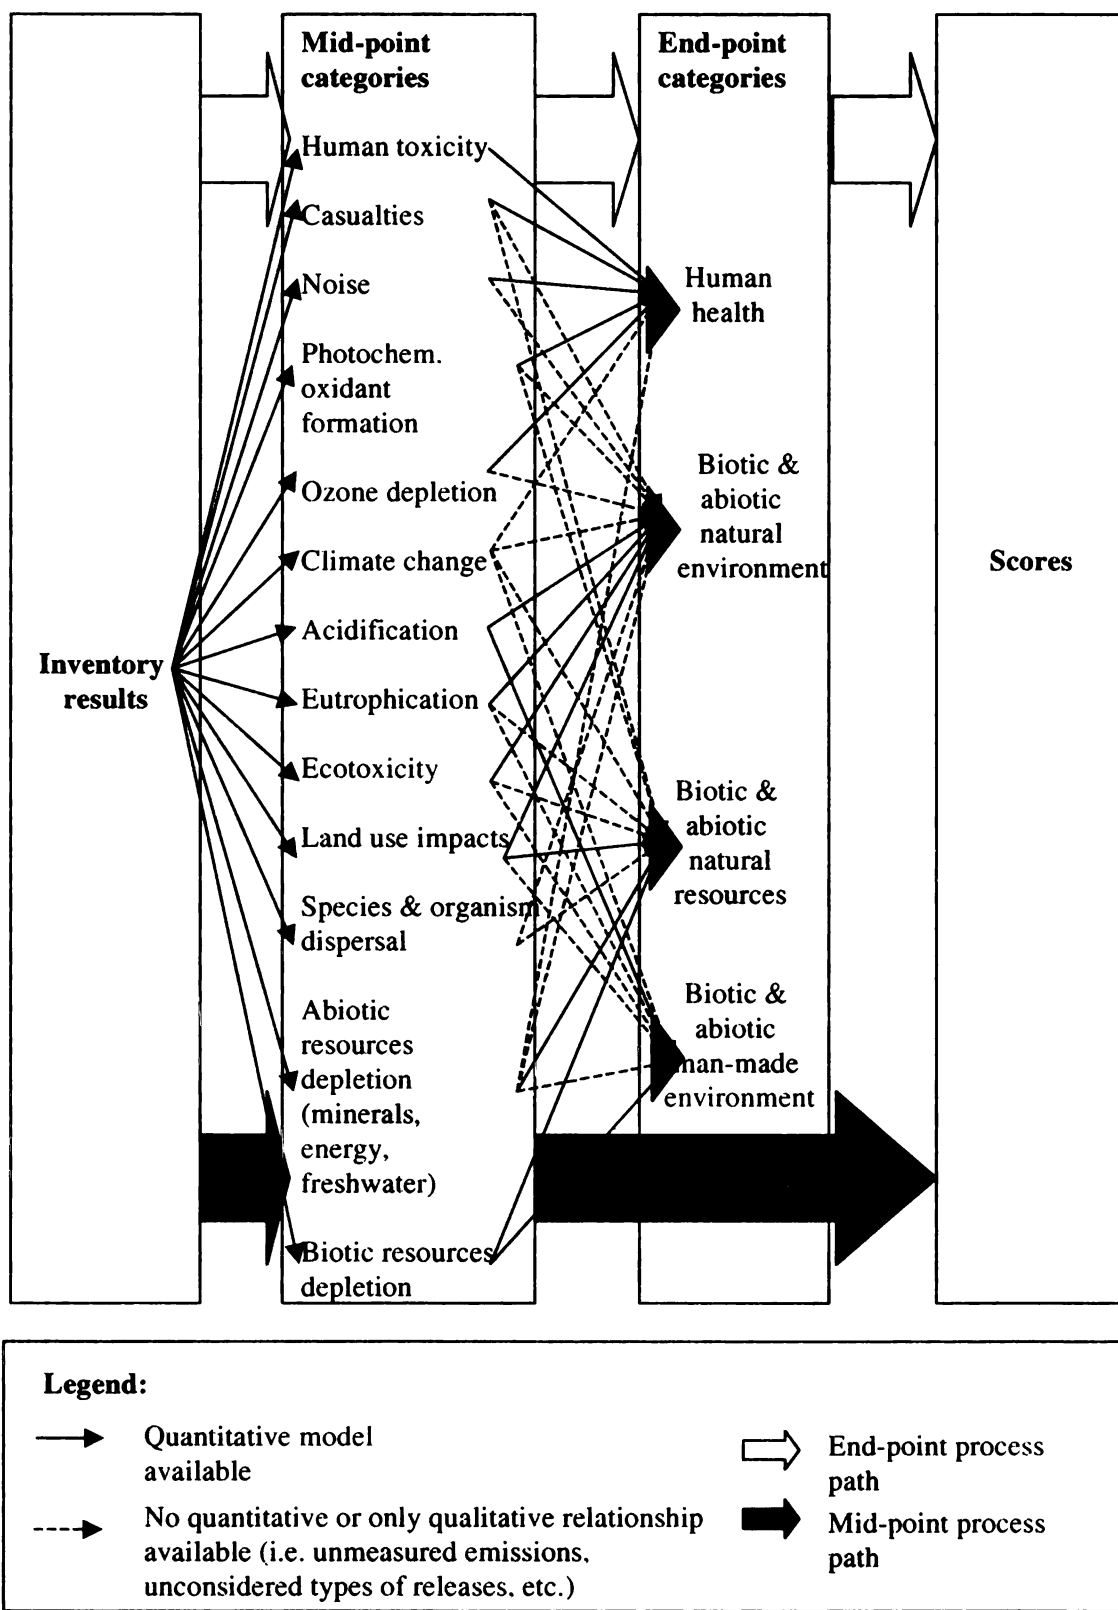 Mid-point
categories
End-point
categories
Human toxicity
Casualties
Noise
Photochem.
oxidant
formation
Ozone depletion
Climate change
Acidification
Eutrophication
Ecotoxicity
Land use impacts
Species & organism
dispersal
Abiotic
resources
depletion
(minerals,
energy,
freshwater)
Biotic resources
depletion
Inventory
results
Human
health
Biotic &
abiotic
natural
environment
Biotic &
abiotic
natural
resources
Biotic &
abiotic
man-made
environment
Scores
Legend:
Quantitative model
available
No quantitative or only qualitative relationship
available (i.e. unmeasured emissions,
unconsidered types of releases, etc.)
End-point process
path
Mid-point process
path